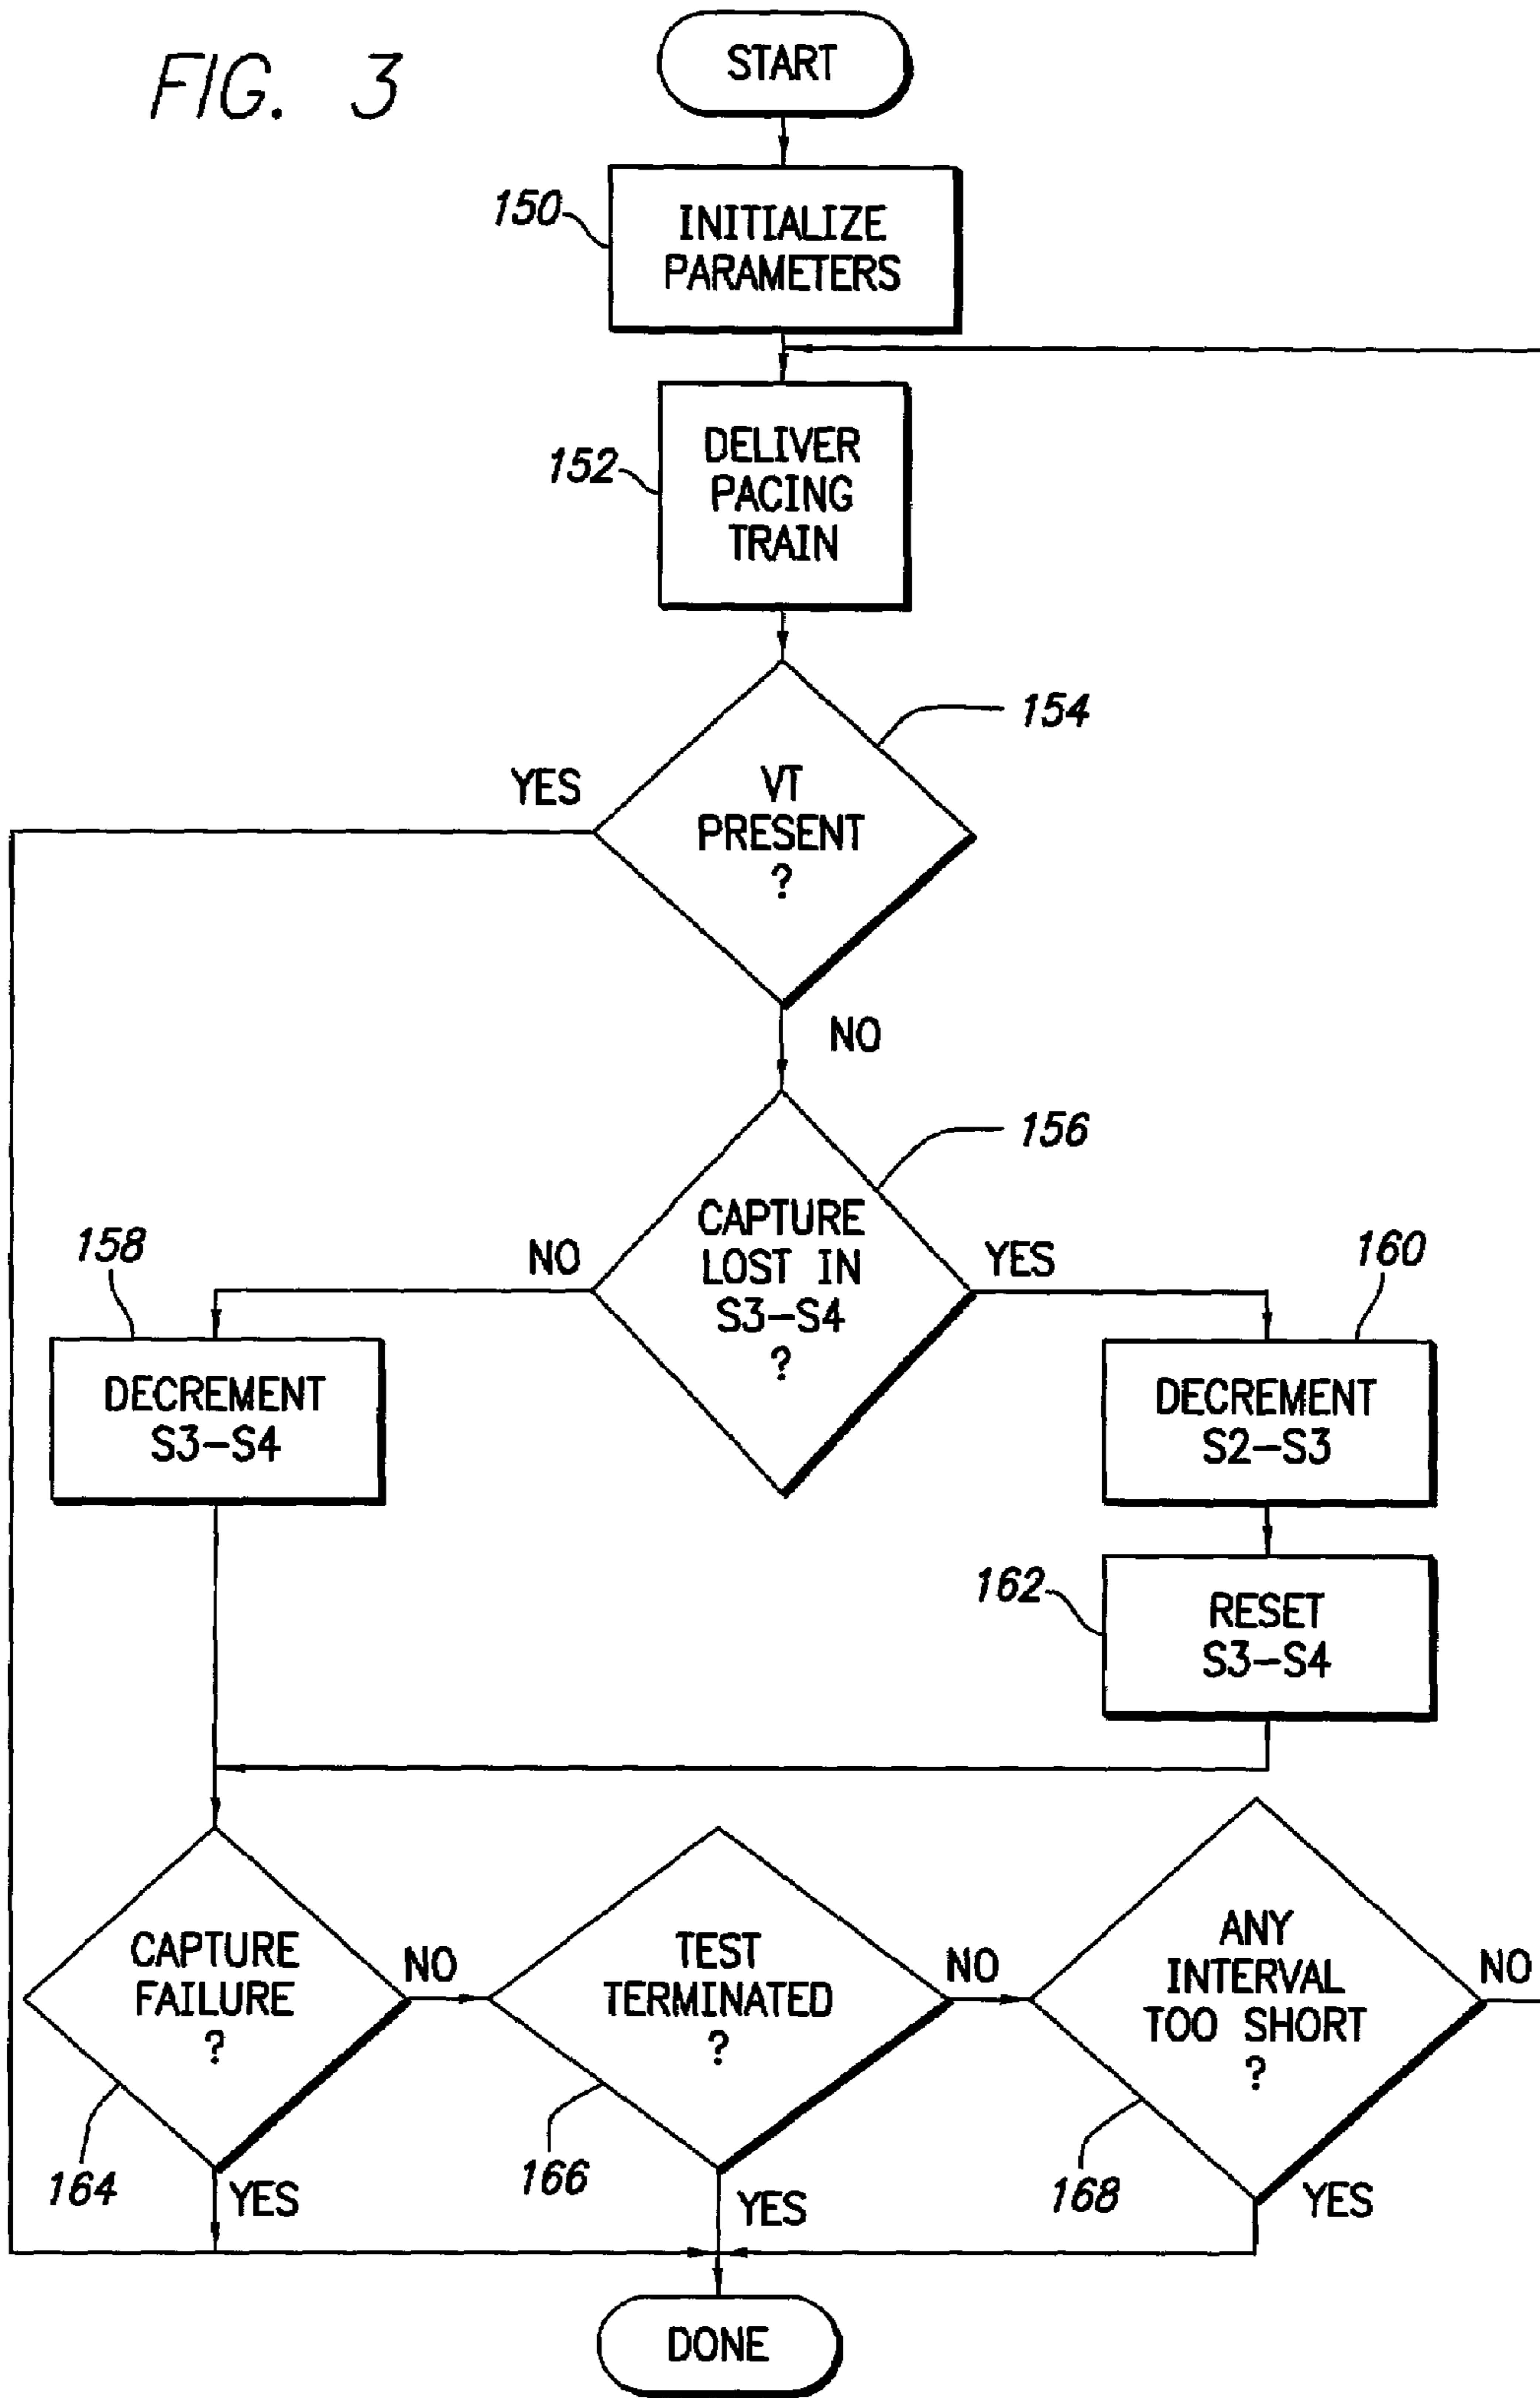 FIG. 3
START
150
INITIALIZE
PARAMETERS
152
DELIVER
PACING
TRAIN
154
YES
VT
PRESENT
?
NO
156
CAPTURE
LOST IN
S3-S4
?
158
NO
YES
160
DECREMENT
S3-S4
DECREMENT
S2-S3
162
RESET
S3-S4
CAPTURE
FAILURE
?
NO
TEST
TERMINATED
?
NO
ANY
INTERVAL
TOO SHORT
?
NO
164
YES
166
YES
168
YES
DONE